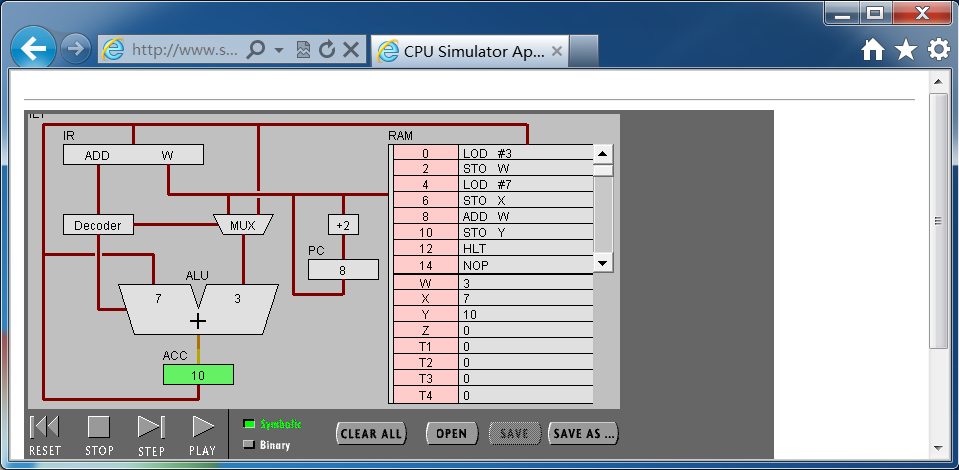 http://www.s...
CPU Simulator Ap...
IR
ADD W
Decoder
MUX
+2
PC
8
ALU
7 3
+
ACC
10
RAM
0 LOD #3
2 STO W
4 LOD #7
6 STO X
8 ADD W
10 STO Y
12 HLT
14 NOP
W 3
X 7
Y 10
Z 0
T1 0
T2 0
T3 0
T4 0
RESET STOP STEP PLAY
Symbolic
Binary
CLEAR ALL OPEN SAVE SAVE AS ...